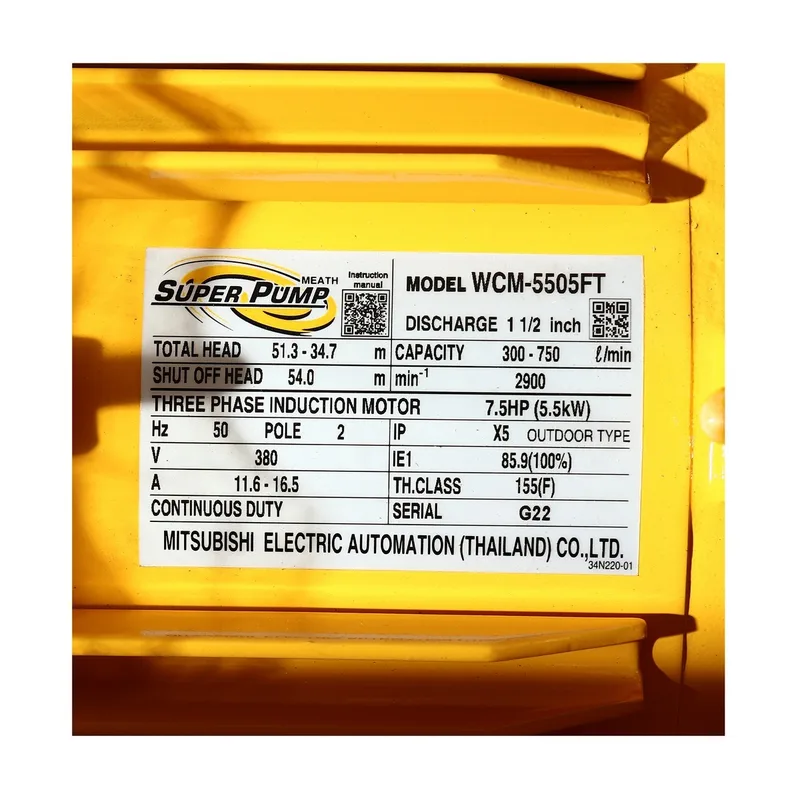 MEATH
SUPER PUMP
Instruction
manual
MODEL WCM-5505FT
DISCHARGE 1 1/2 inch
TOTAL HEAD 51.3 - 34.7 m CAPACITY 300 - 750 ℓ/min
SHUT OFF HEAD 54.0 m min⁻¹ 2900
THREE PHASE INDUCTION MOTOR 7.5HP (5.5kW)
Hz 50 POLE 2 IP X5 OUTDOOR TYPE
V 380 IE1 85.9(100%)
A 11.6 - 16.5 TH.CLASS 155(F)
CONTINUOUS DUTY SERIAL G22
MITSUBISHI ELECTRIC AUTOMATION (THAILAND) CO.,LTD.
34N220-01